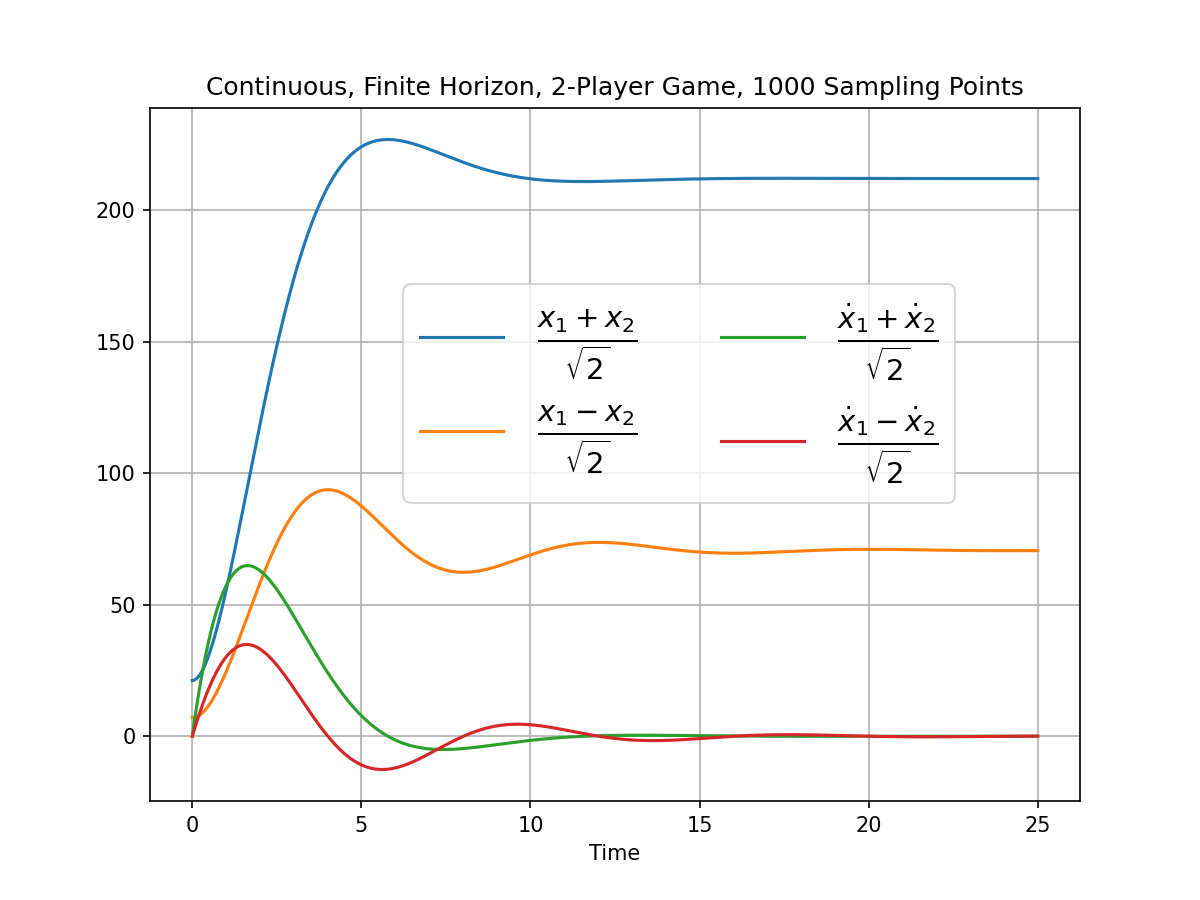 Continuous, Finite Horizon, 2-Player Game, 1000 Sampling Points
200
150
100
50
0
x₁ + x₂
√2
x₁ − x₂
√2
ẋ₁ + ẋ₂
√2
ẋ₁ − ẋ₂
√2
0 5 10 15 20 25
Time